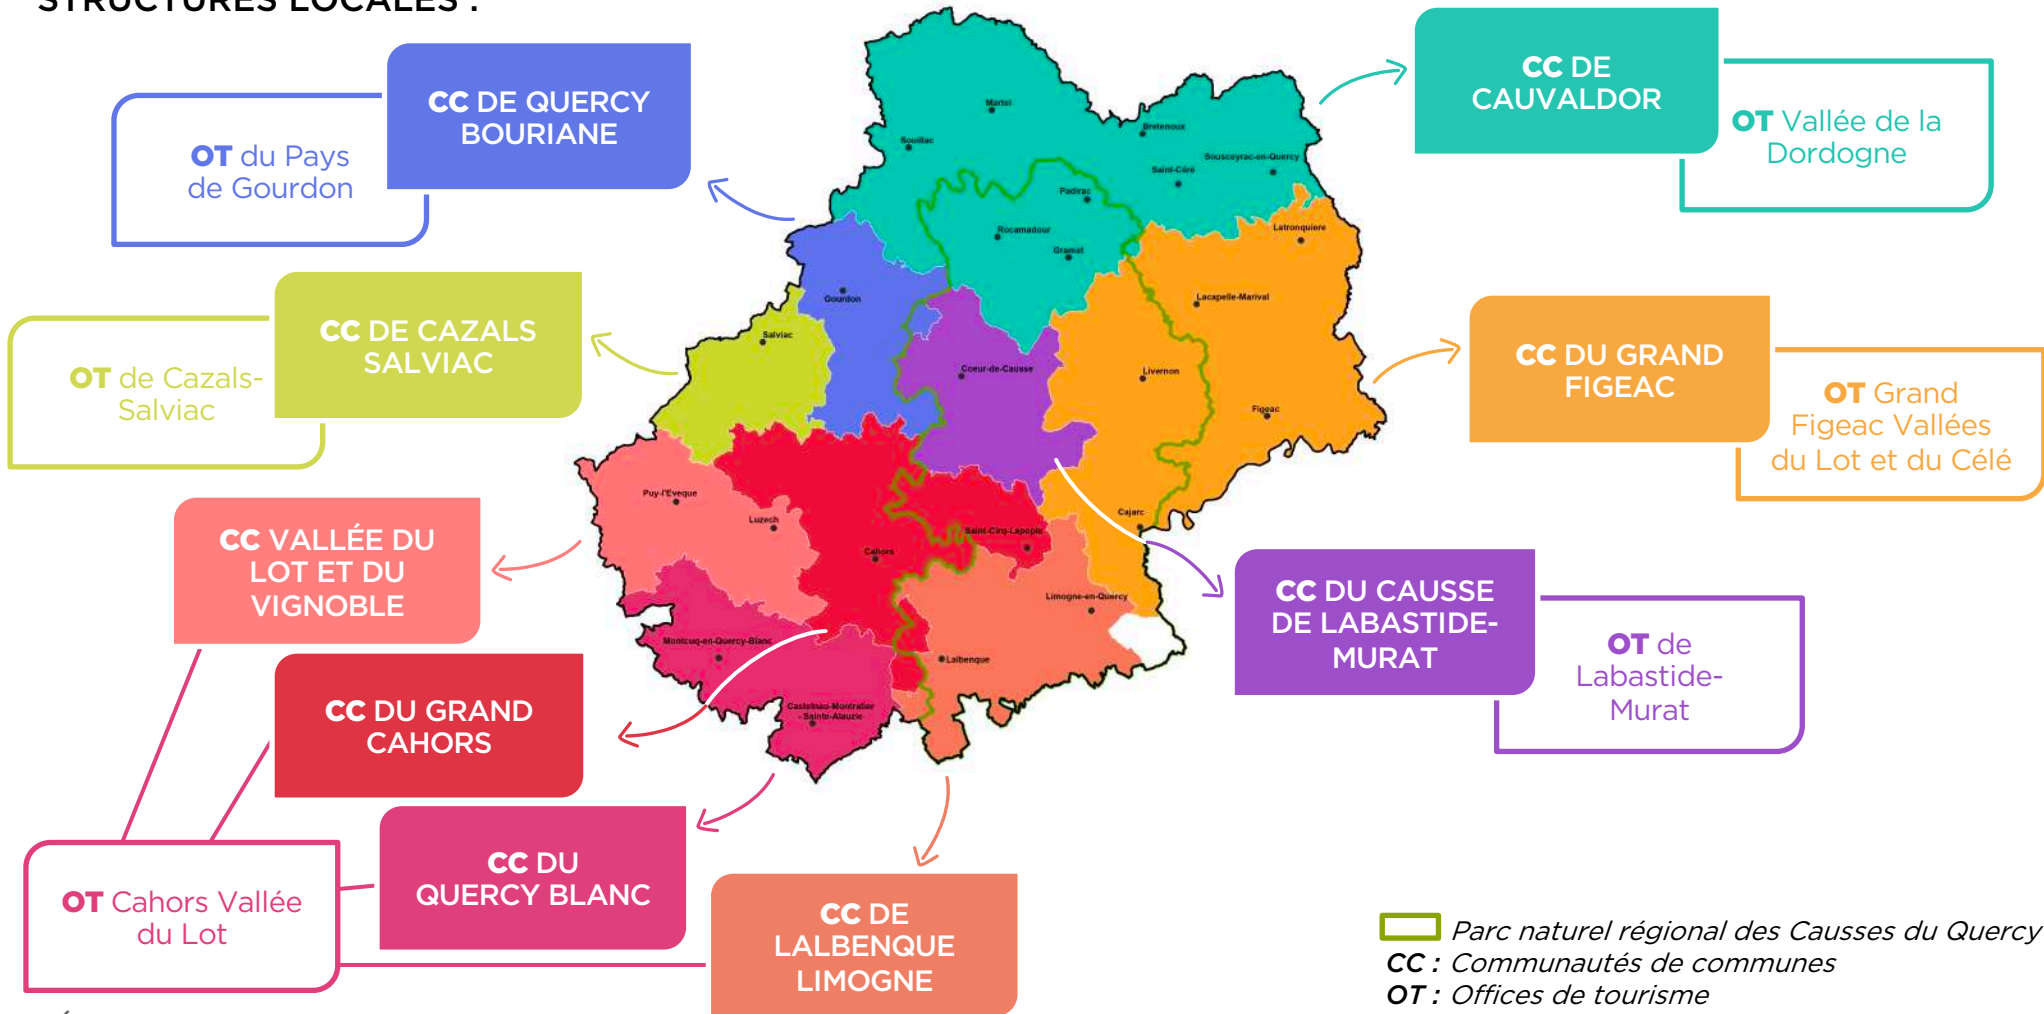 STRUCTURES LOCALES :
CC DE QUERCY
BOURIANE
OT du Pays
de Gourdon
CC DE CAZALS
SALVIAC
OT de Cazals-
Salviac
CC VALLÉE DU
LOT ET DU
VIGNOBLE
CC DU GRAND
CAHORS
CC DU
QUERCY BLANC
OT Cahors Vallée
du Lot
CC DE
LALBENQUE
LIMOGNE
CC DE
CAUVALDOR
OT Vallée de la
Dordogne
CC DU GRAND
FIGEAC
OT Grand
Figeac Vallées
du Lot et du Célé
CC DU CAUSSE
DE LABASTIDE-
MURAT
OT de
Labastide-
Murat
Martel
Souillac
Bretenoux
Sousceyrac-en-Quercy
Saint-Céré
Padirac
Rocamadour
Gramat
Latronquiere
Gourdon
Lacapelle-Marival
Salviac
Coeur-de-Causse
Livernon
Figeac
Puy-l'Eveque
Luzech
Cajarc
Saint-Cirq-Lapopie
Cahors
Limogne-en-Quercy
Montcuq-en-Quercy-Blanc
Lalbenque
Castelnau-Montratier
- Sainte-Alauzie
Parc naturel régional des Causses du Quercy
CC : Communautés de communes
OT : Offices de tourisme